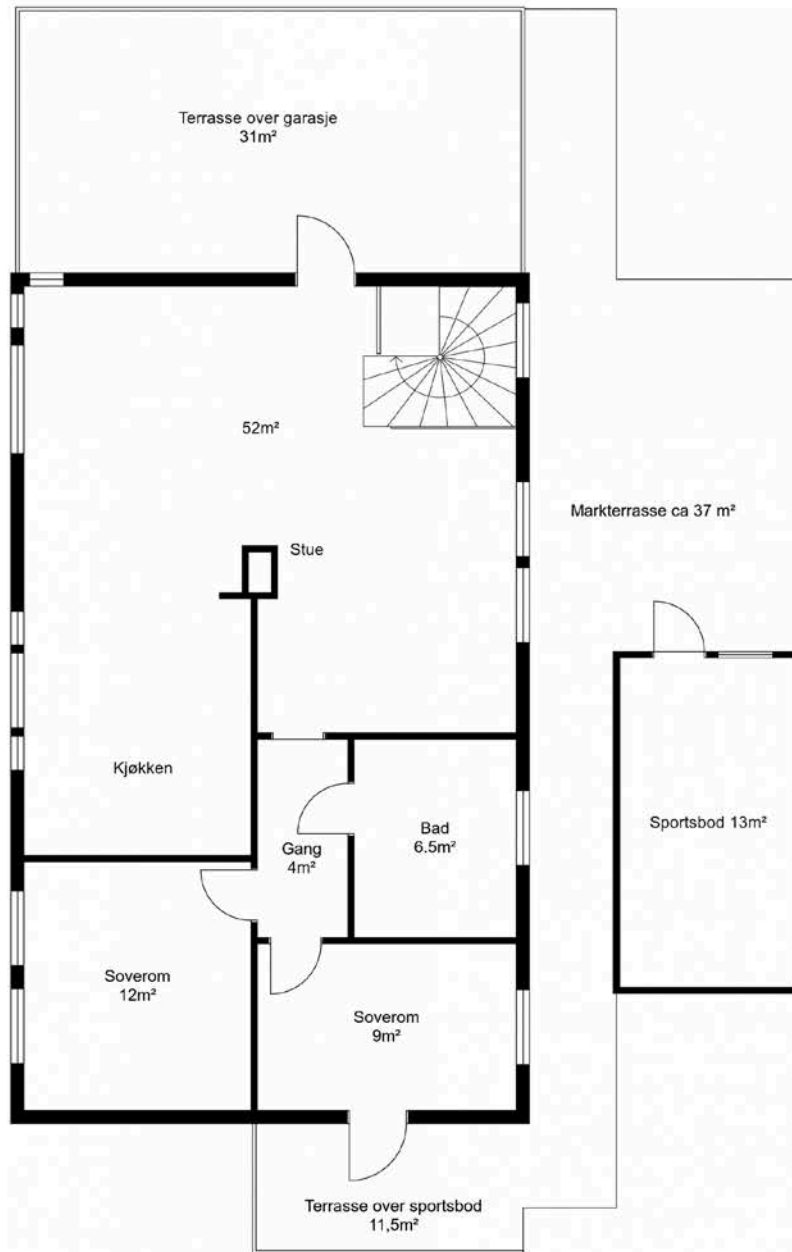 Terrasse over garasje
31m²
52m²
Stue
Markterrasse ca 37 m²
Kjøkken
Bad
6.5m²
Gang
4m²
Sportsbod 13m²
Soverom
12m²
Soverom
9m²
Terrasse over sportsbod
11,5m²